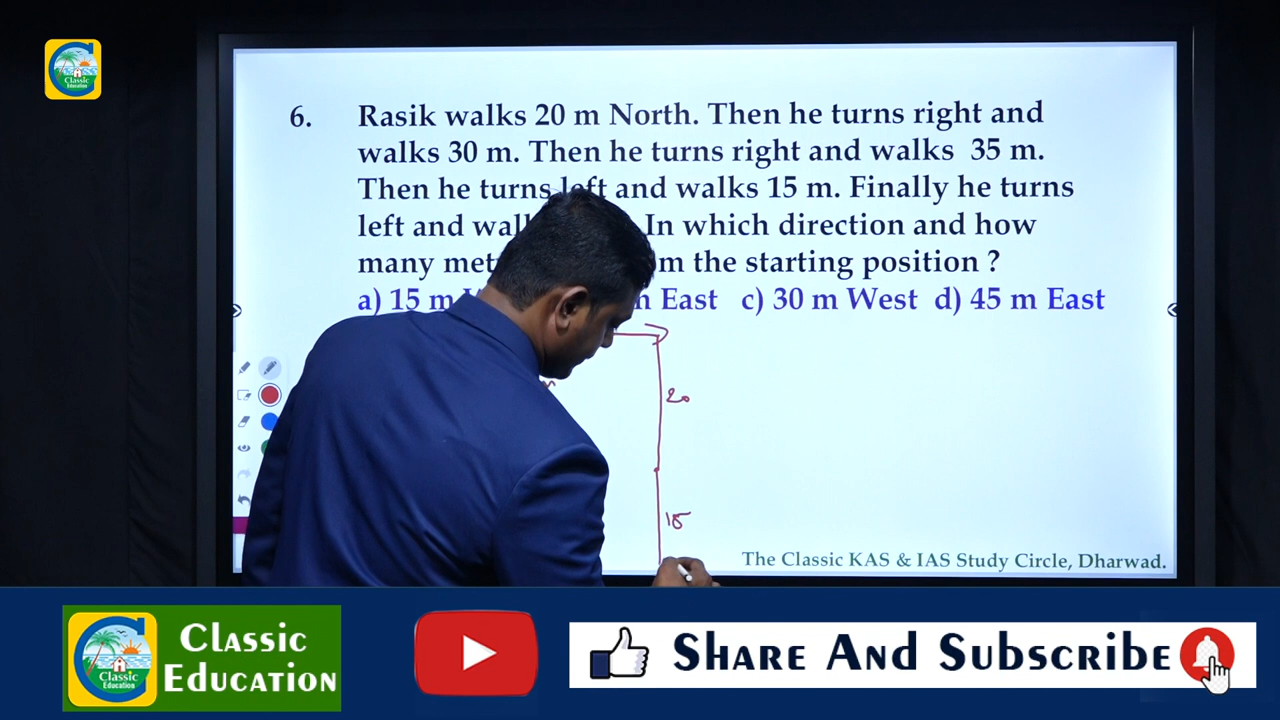 Classic
Education
6. Rasik walks 20 m North. Then he turns right and
walks 30 m. Then he turns right and walks 35 m.
Then he turns left and walks 15 m. Finally he turns
left and In which direction and how
many the starting position ?
a) 15 m East c) 30 m West d) 45 m East
20
15
The Classic KAS & IAS Study Circle, Dharwad.
Classic
Education
Classic
Education
Share And Subscribe